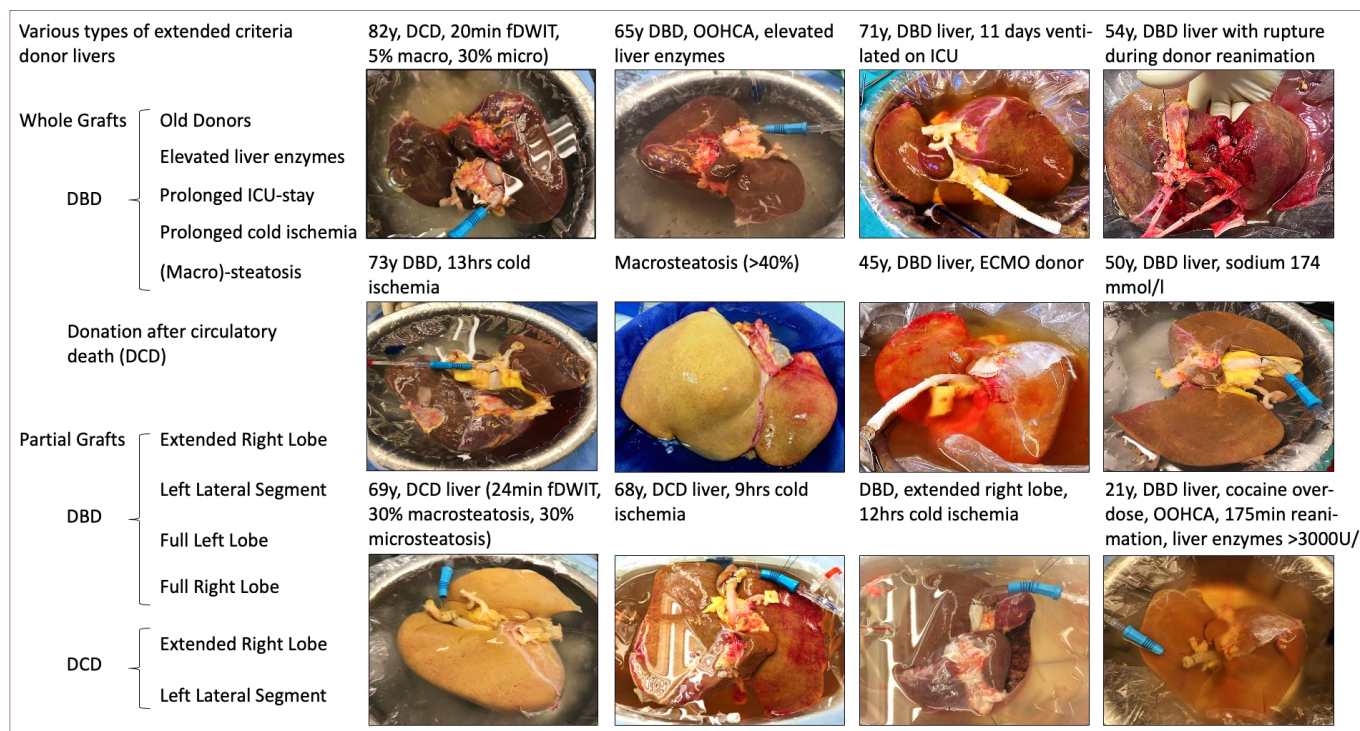 Various types of extended criteria
donor livers
Whole Grafts
DBD
Old Donors
Elevated liver enzymes
Prolonged ICU-stay
Prolonged cold ischemia
(Macro)-steatosis
Donation after circulatory
death (DCD)
Partial Grafts
DBD
Extended Right Lobe
Left Lateral Segment
Full Left Lobe
Full Right Lobe
DCD
Extended Right Lobe
Left Lateral Segment
82y, DCD, 20min fDWIT,
5% macro, 30% micro)
65y DBD, OOHCA, elevated
liver enzymes
71y, DBD liver, 11 days venti-
lated on ICU
54y, DBD liver with rupture
during donor reanimation
73y DBD, 13hrs cold
ischemia
Macrosteatosis (>40%)
45y, DBD liver, ECMO donor
50y, DBD liver, sodium 174
mmol/l
69y, DCD liver (24min fDWIT,
30% macrosteatosis, 30%
microsteatosis)
68y, DCD liver, 9hrs cold
ischemia
DBD, extended right lobe,
12hrs cold ischemia
21y, DBD liver, cocaine over-
dose, OOHCA, 175min reani-
mation, liver enzymes >3000U/